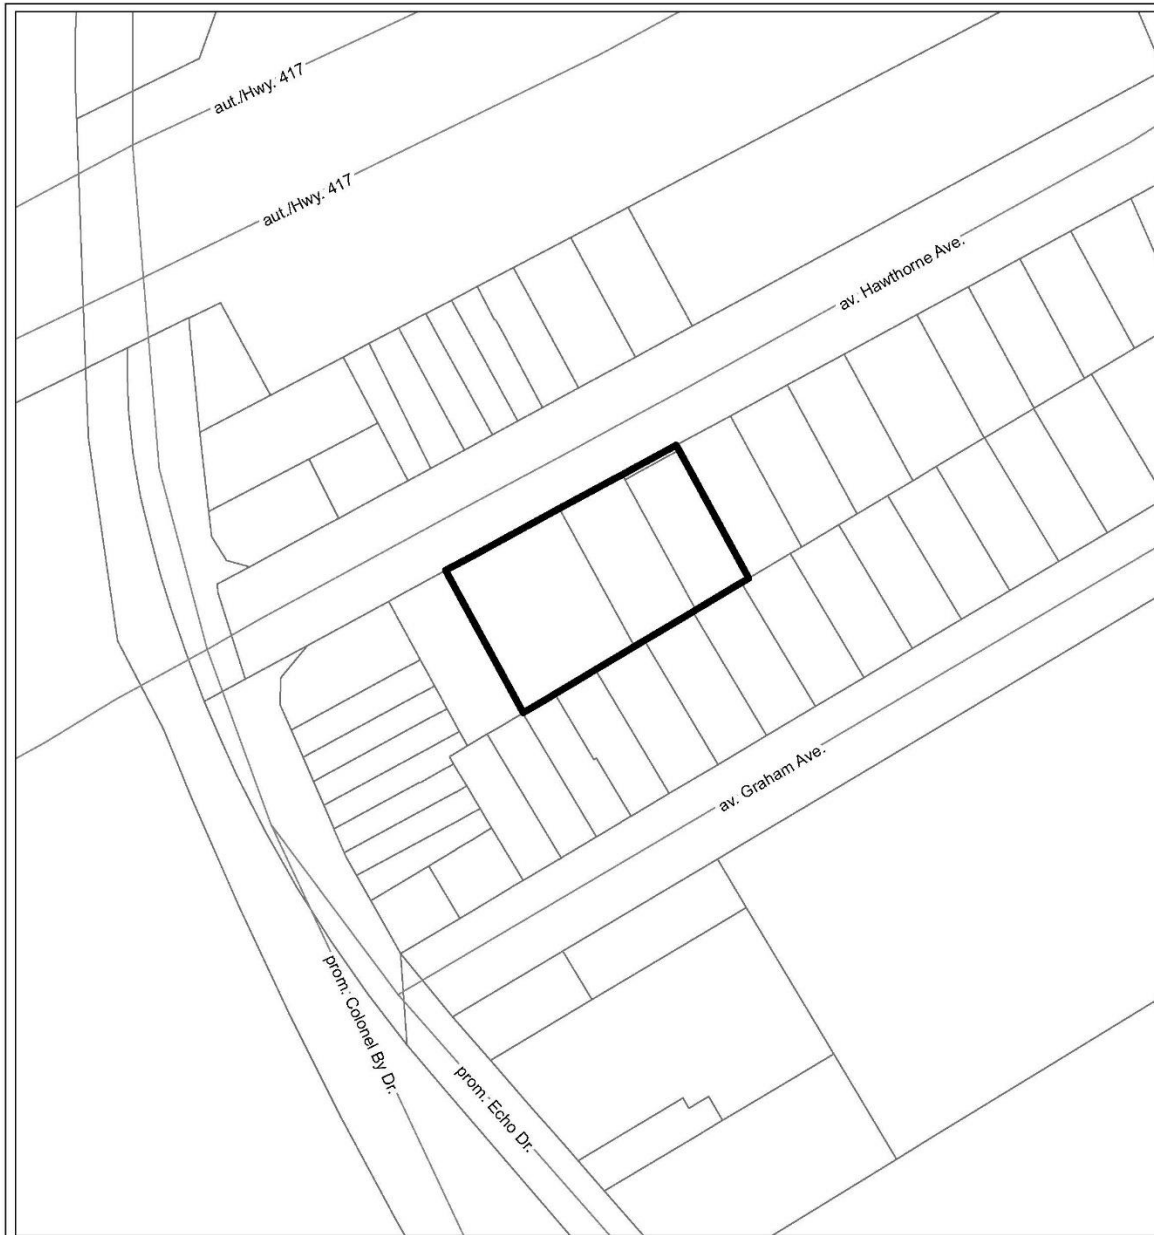 aut./Hwy. 417
aut./Hwy. 417
av. Hawthorne Ave.
av. Graham Ave.
prom. Colonel By Dr.
prom. Echo Dr.